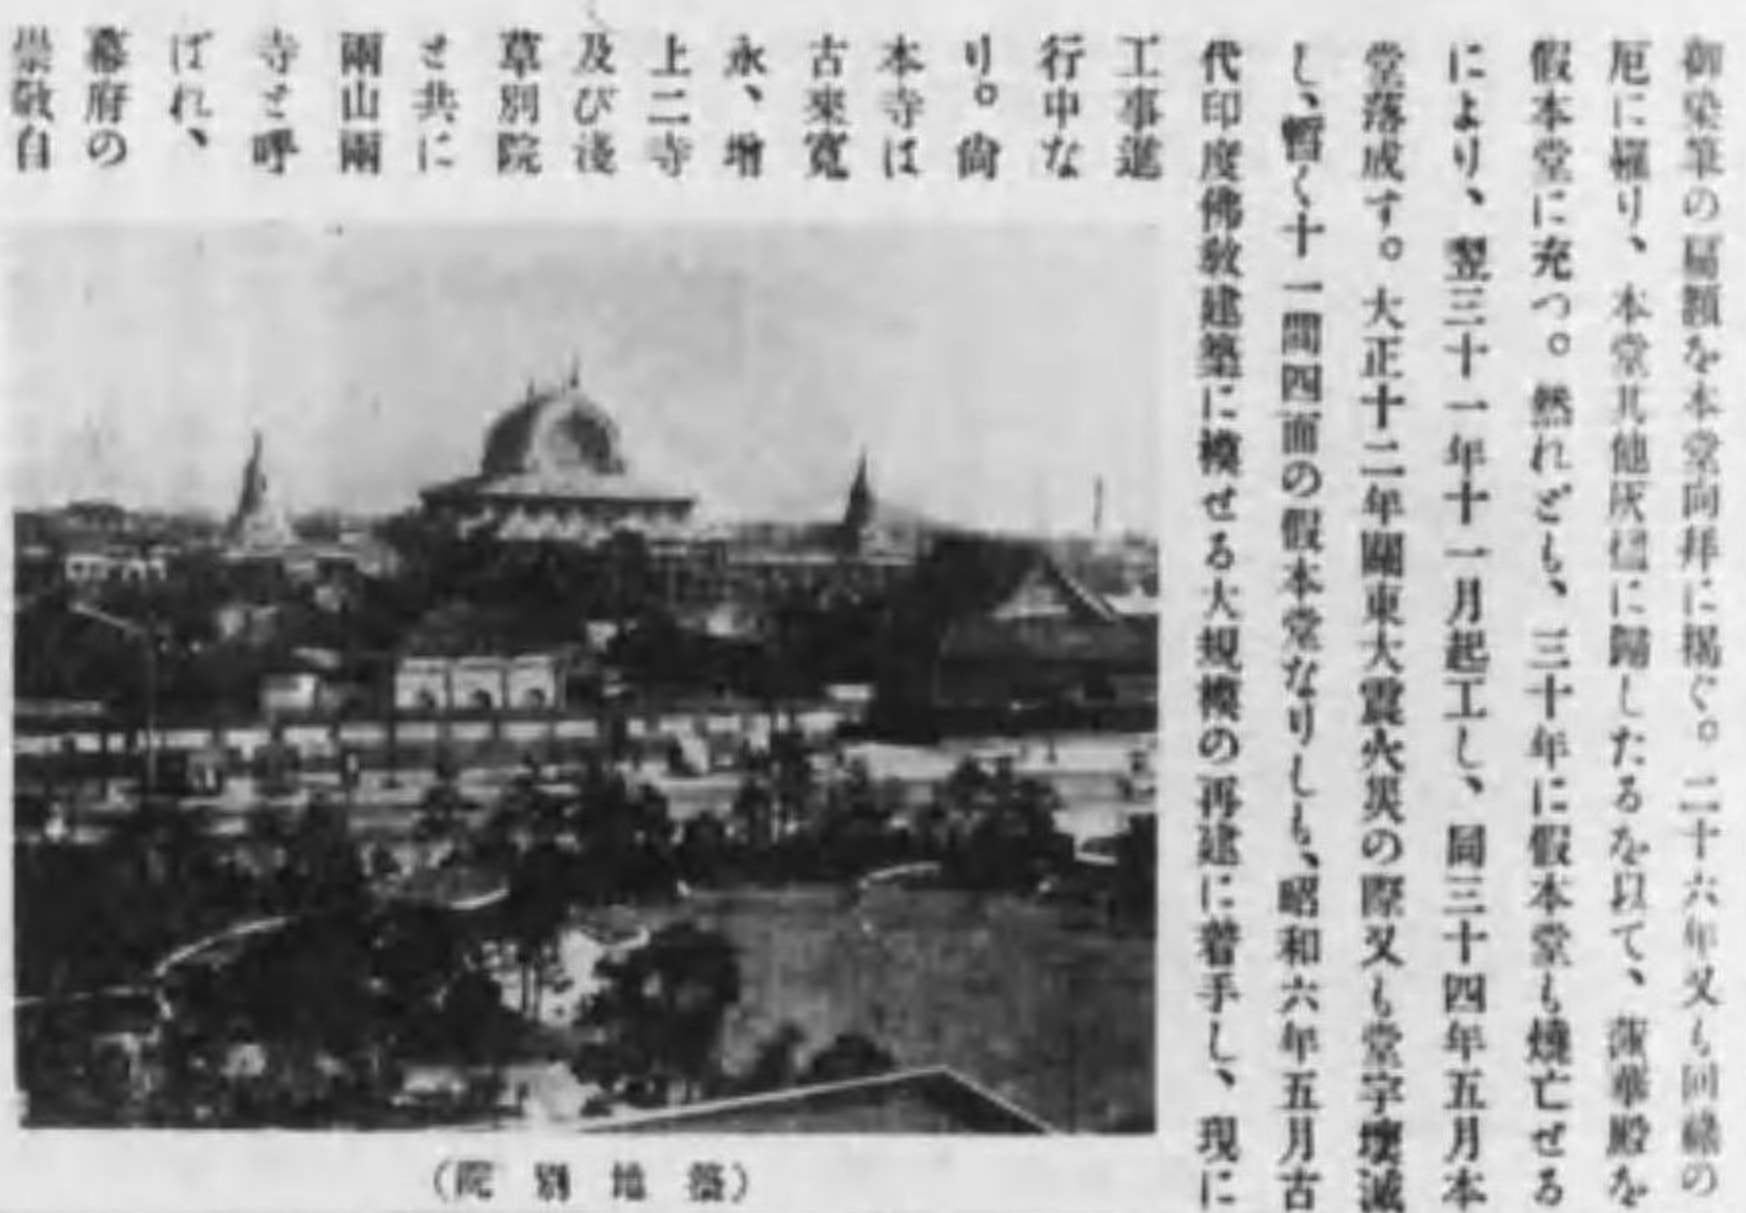 御染筆の扁額を本堂向拝に揭ぐ。二十六年又も回祿の
厄に罹り、本堂其他灰燼に歸したるを以て、蓮華殿を
假本堂に充つ。然れども、三十年に假本堂も燒亡せる
により、翌三十一年十一月起工し、同三十四年五月本
堂落成す。大正十二年關東大震火災の際又も堂宇壞滅
し、暫く十一間四面の假本堂なりしも、昭和六年五月古
代印度佛敎建築に模せる大規模の再建に着手し、現に
工事進
行中な
り。尙
本寺は
古來寬
永、增
上二寺
及び淺
草別院
と共に
兩山兩
寺と呼
ばれ、
幕府の
崇敬自
(築地別院)